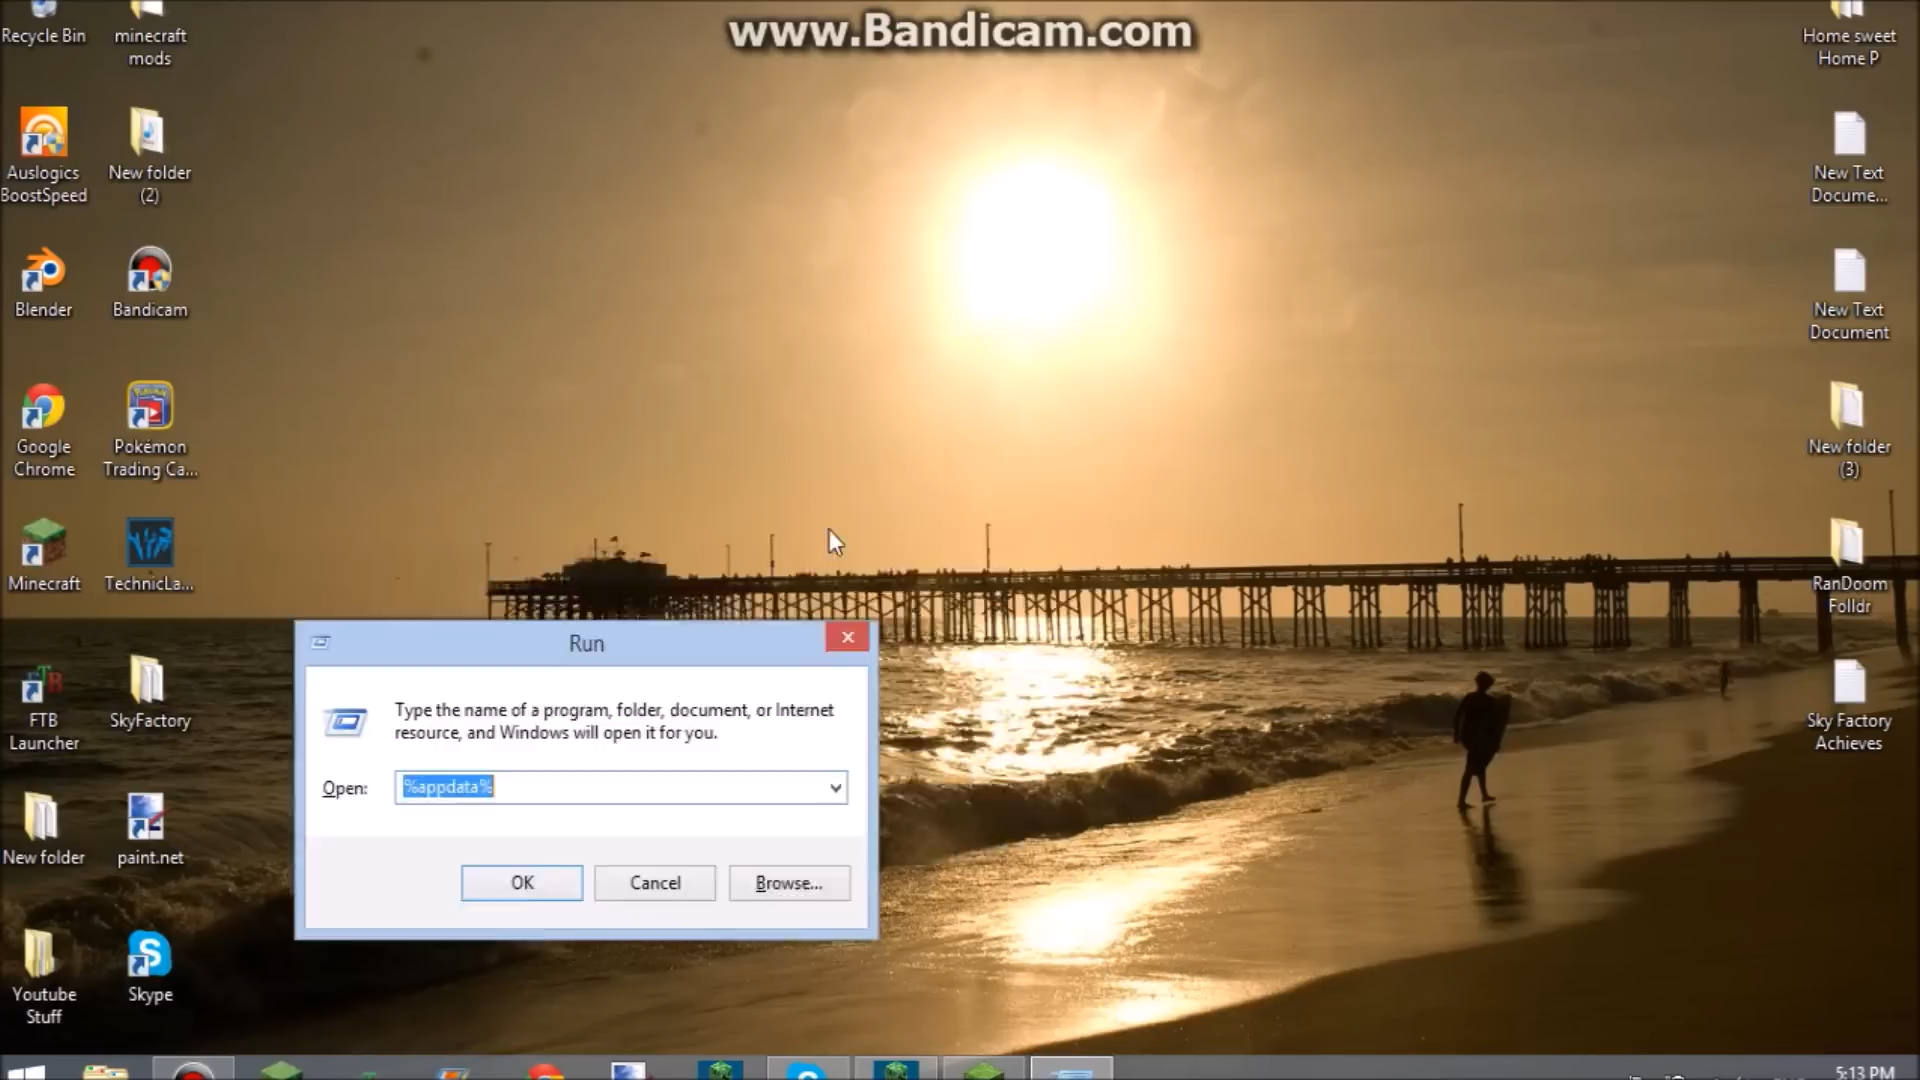 www.Bandicam.com
Recycle Bin
minecraft
mods
Home sweet
Home P
Auslogics
BoostSpeed
New folder
(2)
New Text
Docume...
Blender
Bandicam
New Text
Document
Google
Chrome
Pokémon
Trading Ca...
New folder
(3)
Minecraft
TechnicLa...
RanDoom
Folldr
FTB
Launcher
SkyFactory
Sky Factory
Achieves
New folder
paint.net
Youtube
Stuff
Skype
Run
Type the name of a program, folder, document, or Internet
resource, and Windows will open it for you.
Open:
%appdata%
OK
Cancel
Browse...
5:13 PM